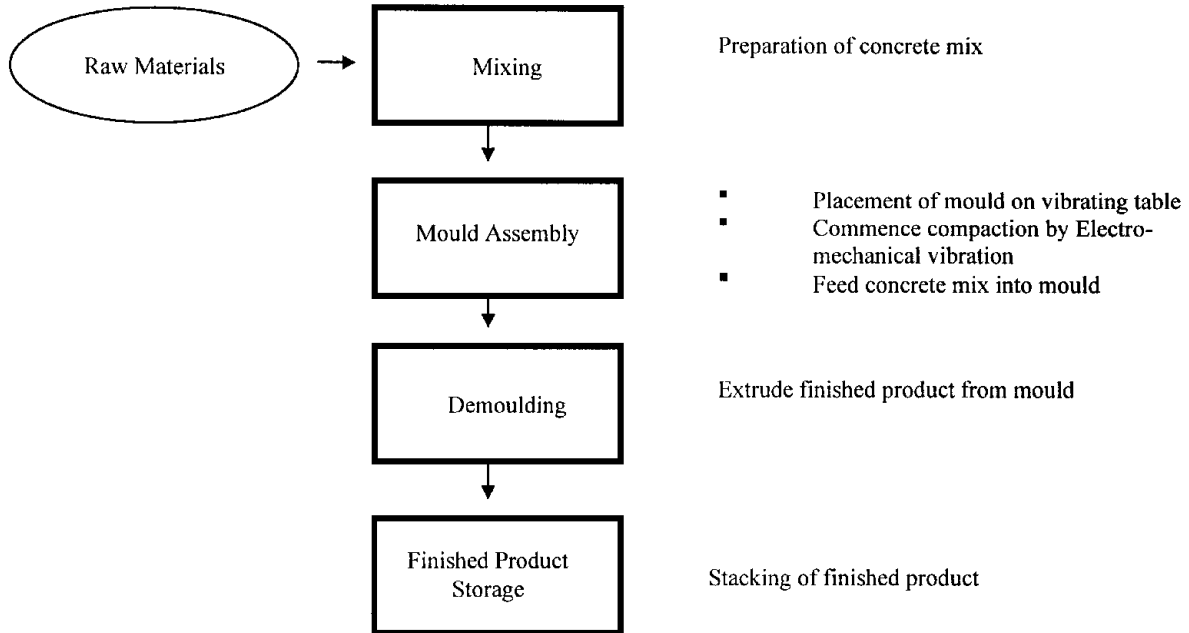 Raw Materials
Mixing
Preparation of concrete mix
Mould Assembly
▪ Placement of mould on vibrating table
▪ Commence compaction by Electro-
mechanical vibration
▪ Feed concrete mix into mould
Demoulding
Extrude finished product from mould
Finished Product
Storage
Stacking of finished product